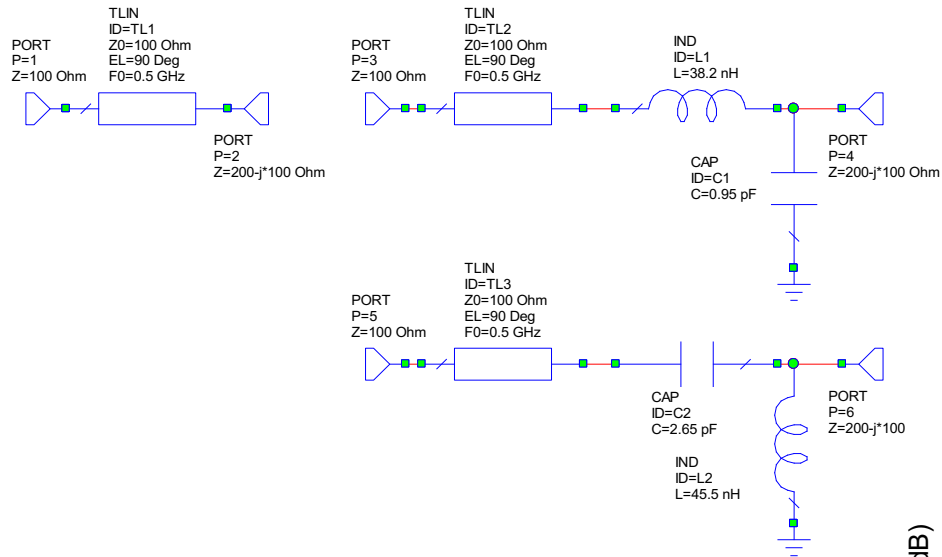 TLIN
ID=TL1
Z0=100 Ohm
EL=90 Deg
F0=0.5 GHz
PORT
P=1
Z=100 Ohm
PORT
P=2
Z=200-j*100 Ohm
TLIN
ID=TL2
Z0=100 Ohm
EL=90 Deg
F0=0.5 GHz
PORT
P=3
Z=100 Ohm
IND
ID=L1
L=38.2 nH
CAP
ID=C1
C=0.95 pF
PORT
P=4
Z=200-j*100 Ohm
TLIN
ID=TL3
Z0=100 Ohm
EL=90 Deg
F0=0.5 GHz
PORT
P=5
Z=100 Ohm
CAP
ID=C2
C=2.65 pF
PORT
P=6
Z=200-j*100
IND
ID=L2
L=45.5 nH
dB)